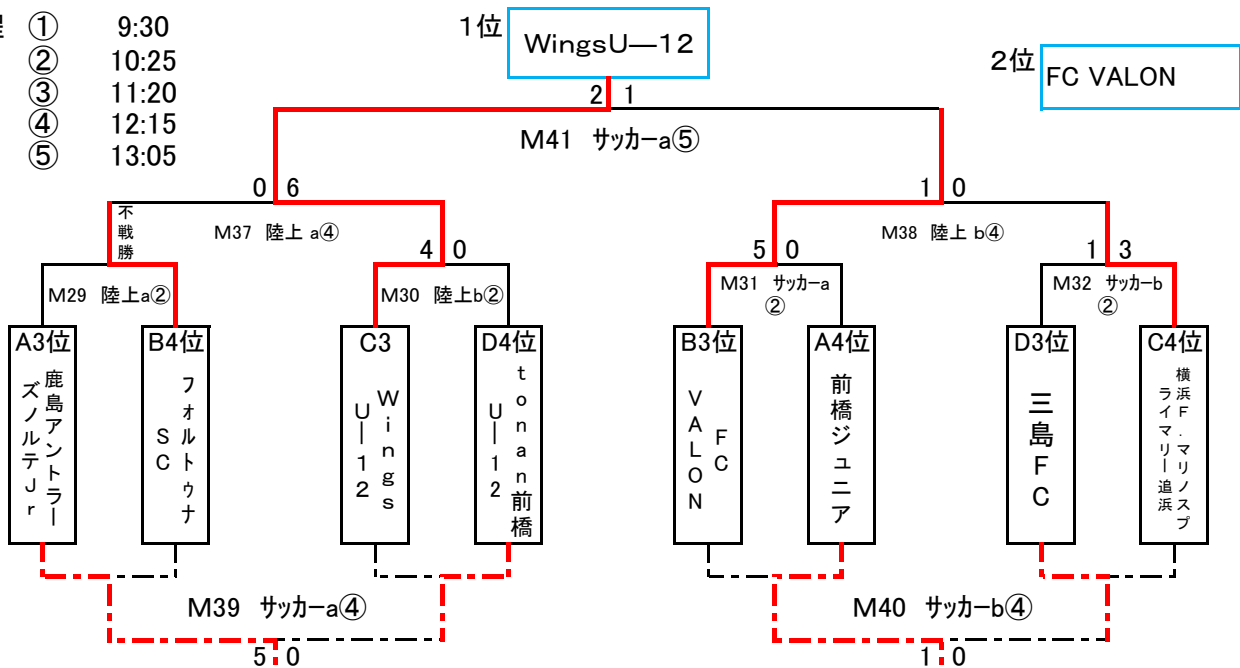 ① 9:30
② 10:25
③ 11:20
④ 12:15
⑤ 13:05
1位 WingsU―12
2位 FC VALON
2 1
M41 サッカーa⑤
0 6
1 0
不戦勝
M37 陸上 a④
M38 陸上 b④
4 0
5 0
1 3
M29 陸上a②
M30 陸上b②
M31 サッカーa②
M32 サッカーb②
A3位
鹿島アントラー
ズノルテJr
B4位
フォルトゥナ
SC
C3
Wings
U―12
D4位
tonan前橋
U―12
B3位
FC
VALON
A4位
前橋ジュニア
D3位
三島FC
C4位
横浜F.マリノスプ
ライマリー追浜
M39 サッカーa④
M40 サッカーb④
5 0
1 0